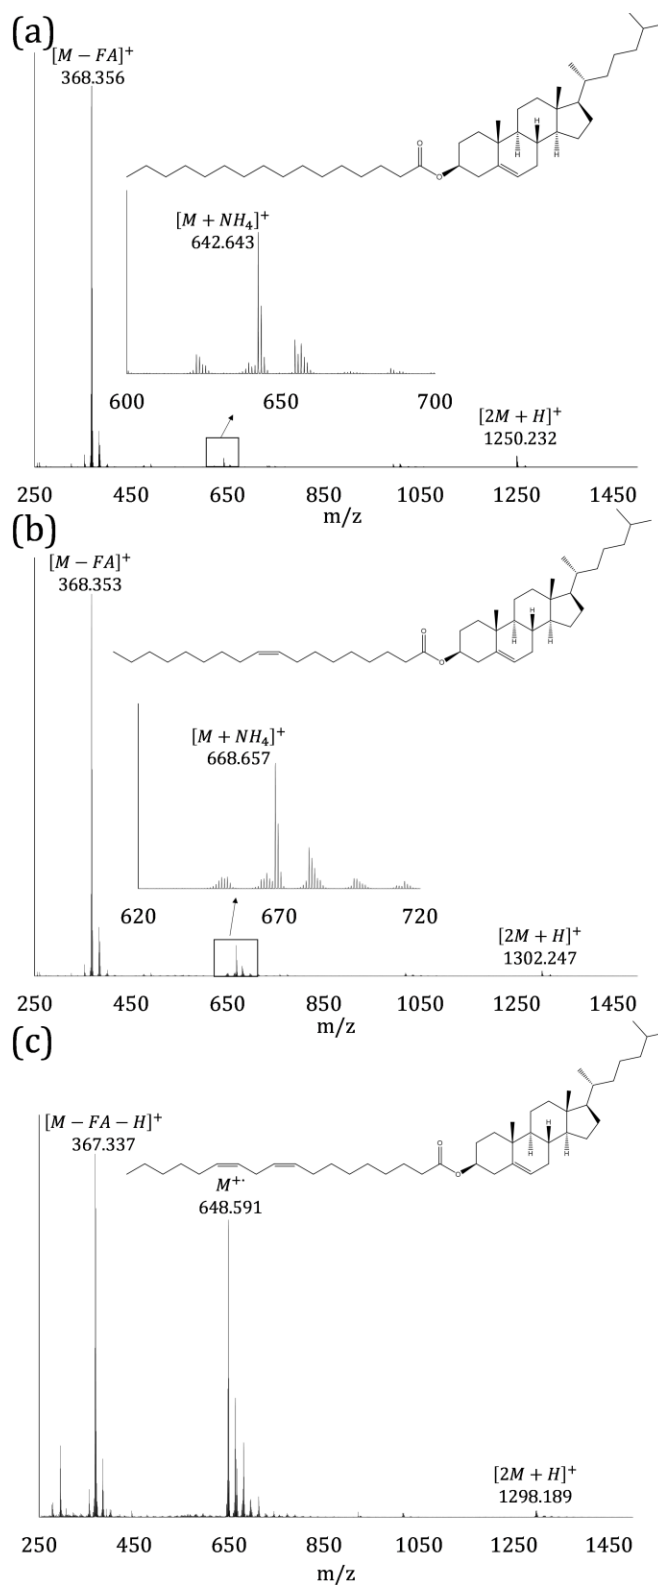 (a)
[M − FA]⁺
368.356
O
O
H
H
H
[M + NH₄]⁺
642.643
600 650 700
[2M + H]⁺
1250.232
250 450 650 850 1050 1250 1450
m/z
(b)
[M − FA]⁺
368.353
O
O
H
H
H
[M + NH₄]⁺
668.657
620 670 720
[2M + H]⁺
1302.247
250 450 650 850 1050 1250 1450
m/z
(c)
[M − FA − H]⁺
367.337
O
O
H
H
H
M⁺·
648.591
[2M + H]⁺
1298.189
250 450 650 850 1050 1250 1450
m/z